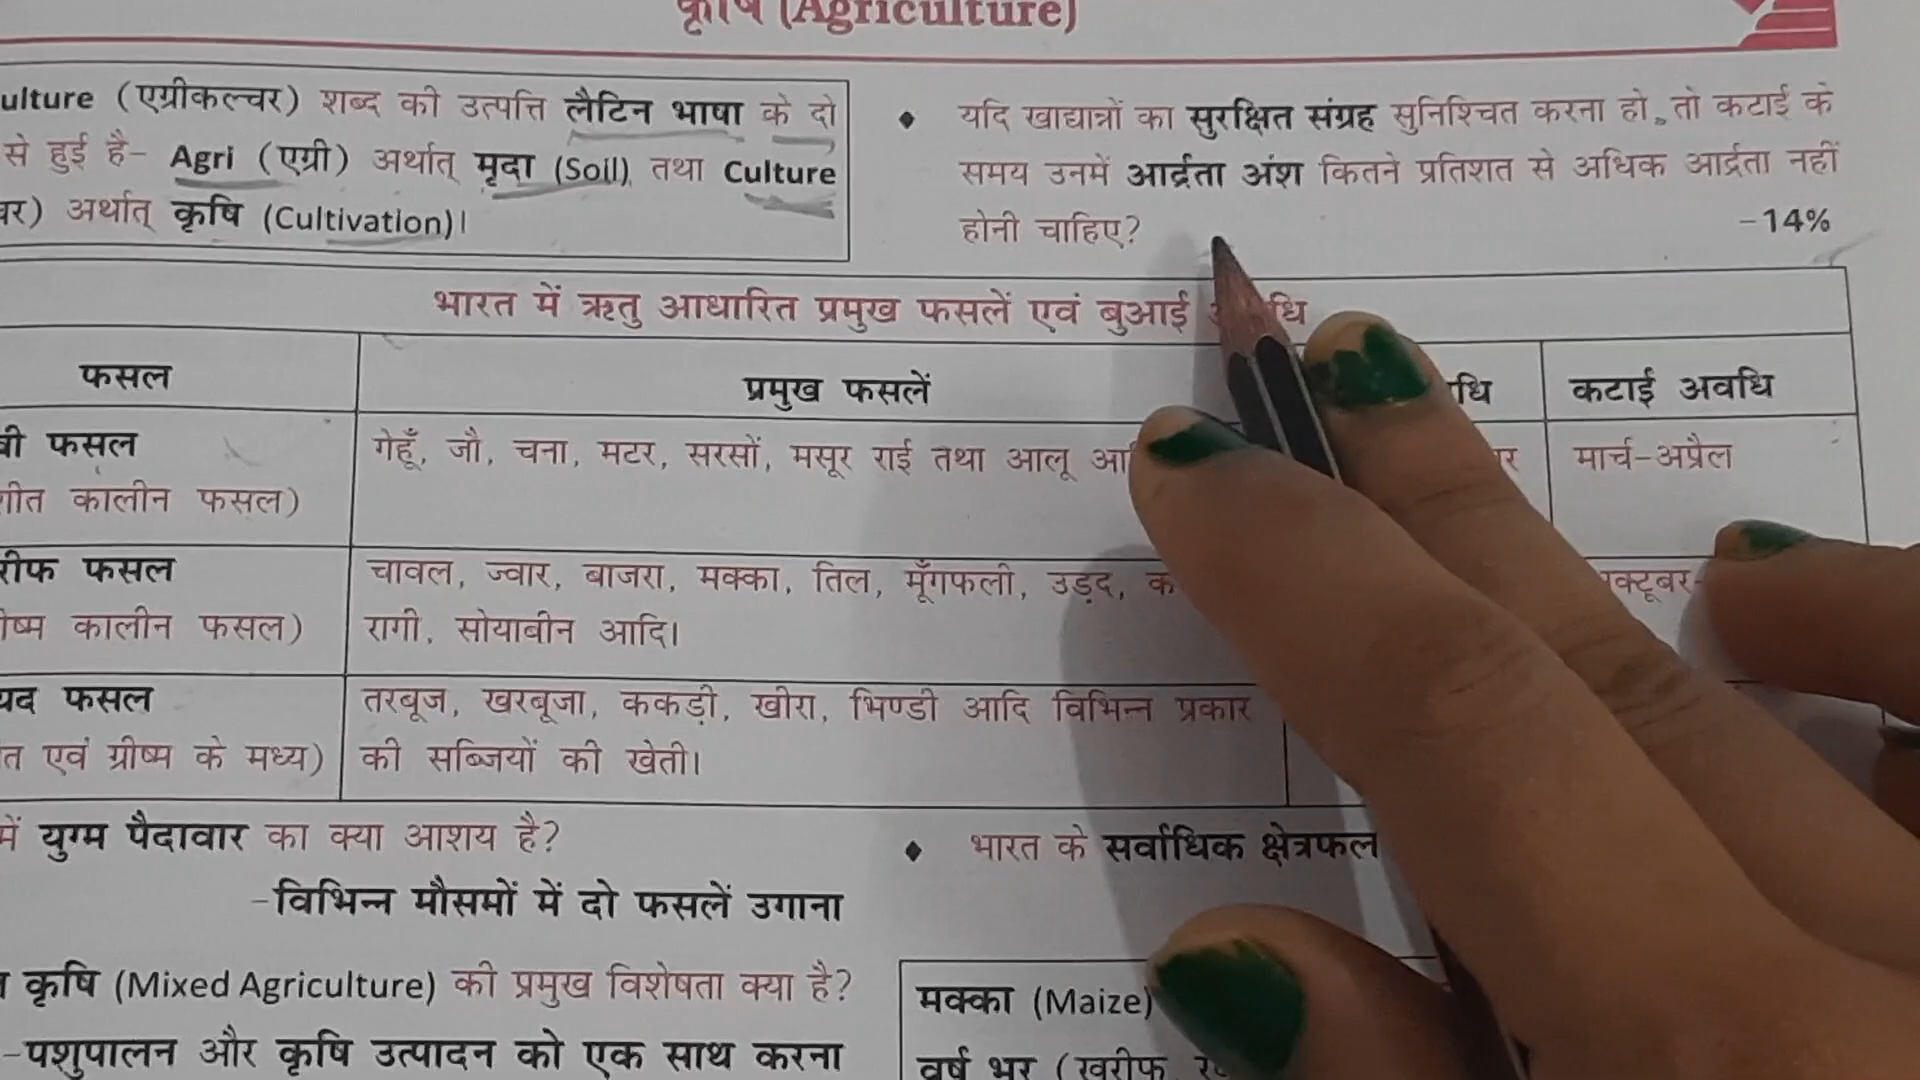 कृषि (Agriculture)
ulture (एग्रीकल्चर) शब्द की उत्पत्ति लैटिन भाषा के दो
से हुई है- Agri (एग्री) अर्थात् मृदा (Soil) तथा Culture
अर्थात् कृषि (Cultivation)।
♦ यदि खाद्यान्नों का सुरक्षित संग्रह सुनिश्चित करना हो, तो कटाई के
समय उनमें आर्द्रता अंश कितने प्रतिशत से अधिक आर्द्रता नहीं
होनी चाहिए? -14%
भारत में ऋतु आधारित प्रमुख फसलें एवं बुआई
फसल प्रमुख फसलें कटाई अवधि
फसल गेहूँ, जौ, चना, मटर, सरसों, मसूर राई तथा आलू मार्च-अप्रैल
कालीन फसल)
फसल चावल, ज्वार, बाजरा, मक्का, तिल, मूँगफली, उड़द,
कालीन फसल) रागी, सोयाबीन आदि।
फसल तरबूज, खरबूजा, ककड़ी, खीरा, भिण्डी आदि विभिन्न प्रकार
एवं ग्रीष्म के मध्य) की सब्जियों की खेती।
में युग्म पैदावार का क्या आशय है?
-विभिन्न मौसमों में दो फसलें उगाना
कृषि (Mixed Agriculture) की प्रमुख विशेषता क्या है?
-पशुपालन और कृषि उत्पादन को एक साथ करना
♦ भारत के सर्वाधिक क्षेत्रफल
मक्का (Maize)
वर्ष भर (खरीफ